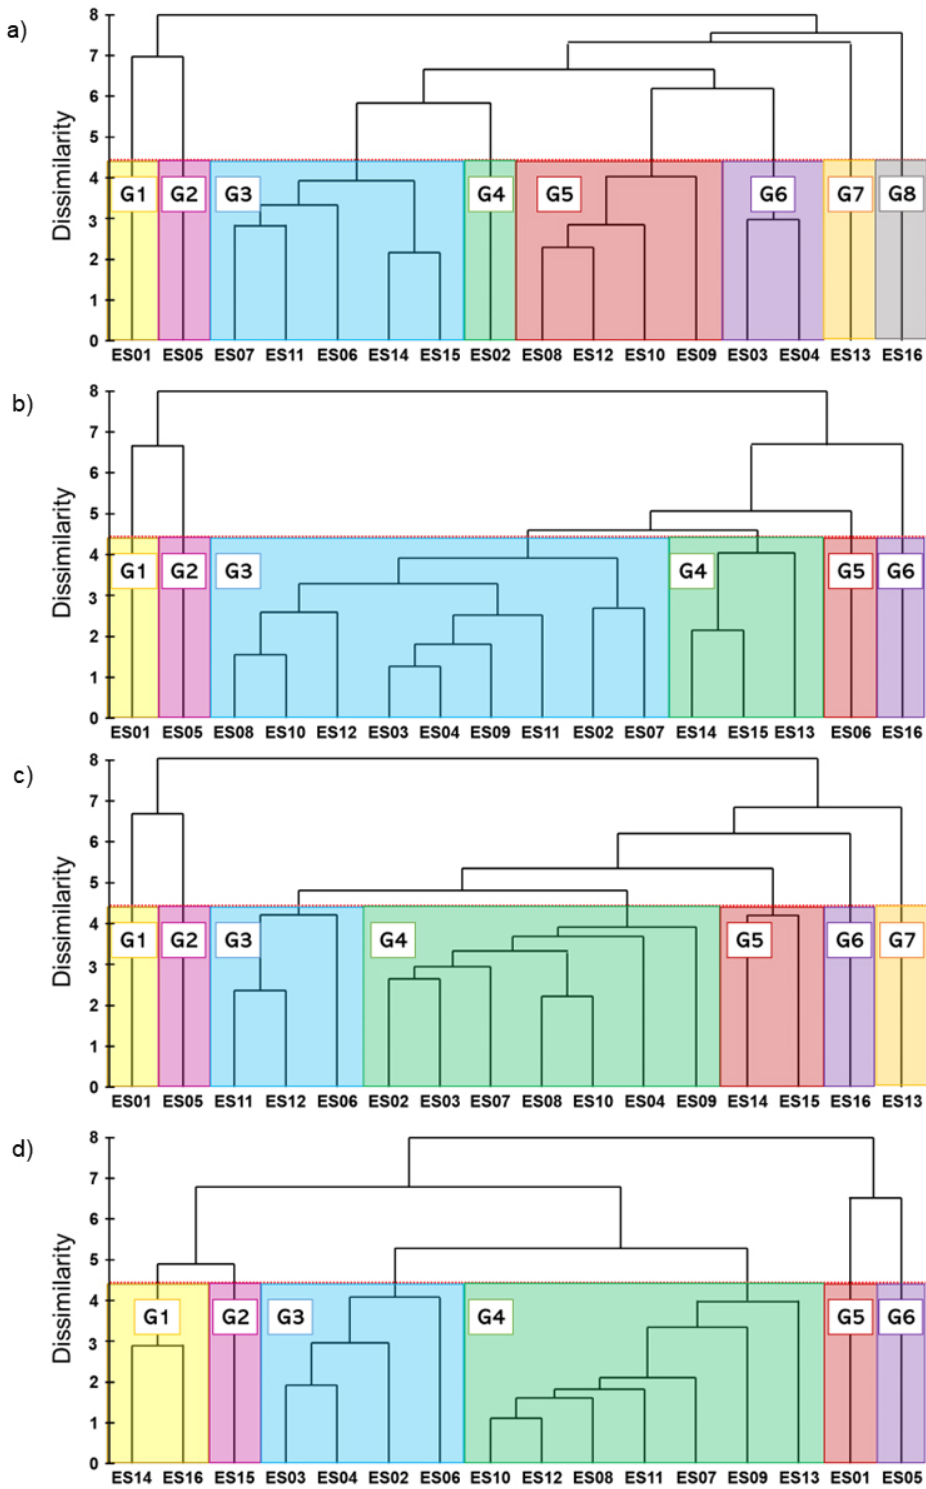 a)
Dissimilarity
8
7
6
5
4
3
2
1
0
G1 G2 G3 G4 G5 G6 G7 G8
ES01 ES05 ES07 ES11 ES06 ES14 ES15 ES02 ES08 ES12 ES10 ES09 ES03 ES04 ES13 ES16
b)
Dissimilarity
8
7
6
5
4
3
2
1
0
G1 G2 G3 G4 G5 G6
ES01 ES05 ES08 ES10 ES12 ES03 ES04 ES09 ES11 ES02 ES07 ES14 ES15 ES13 ES06 ES16
c)
Dissimilarity
8
7
6
5
4
3
2
1
0
G1 G2 G3 G4 G5 G6 G7
ES01 ES05 ES11 ES12 ES06 ES02 ES03 ES07 ES08 ES10 ES04 ES09 ES14 ES15 ES16 ES13
d)
Dissimilarity
8
7
6
5
4
3
2
1
0
G1 G2 G3 G4 G5 G6
ES14 ES16 ES15 ES03 ES04 ES02 ES06 ES10 ES12 ES08 ES11 ES07 ES09 ES13 ES01 ES05